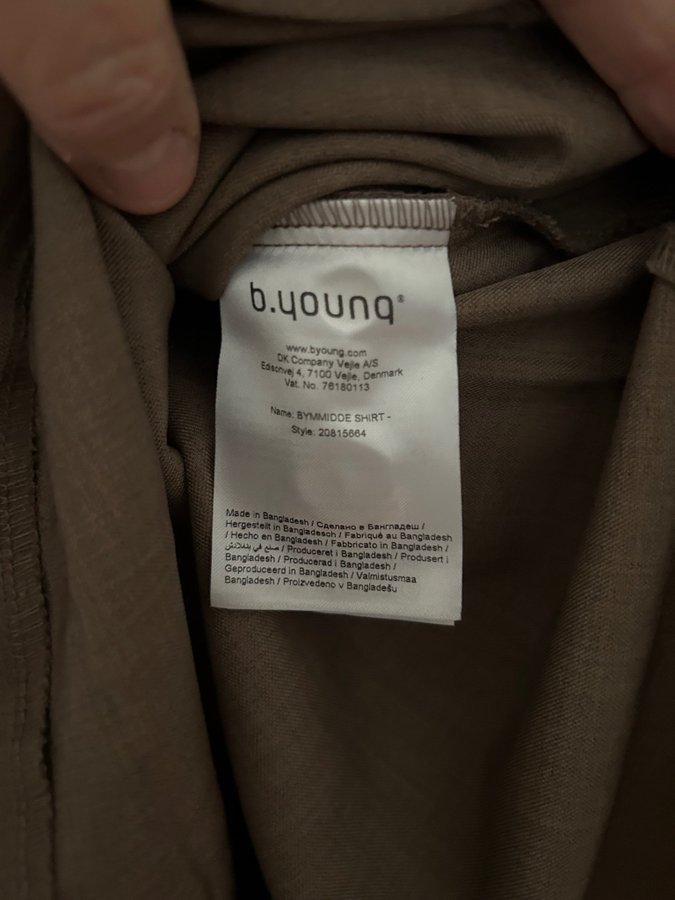 b.young®
www.byoung.com
DK Company Vejle A/S
Edisonvej 4, 7100 Vejle, Denmark
Vat. No. 76180113
Name: BYMMIDDE SHIRT -
Style: 20815664
Made in Bangladesh / Сделано в Бангладеш /
Hergestellt in Bangladesch / Fabriqué au Bangladesh
/ Hecho en Bangladesh / Fabbricato in Bangladesh /
صنع في بنغلادش / Produceret i Bangladesh / Produsert i
Bangladesh / Producerad i Bangladesh /
Geproduceerd in Bangladesh / Valmistusmaa
Bangladesh / Proizvedeno v Bangladešu